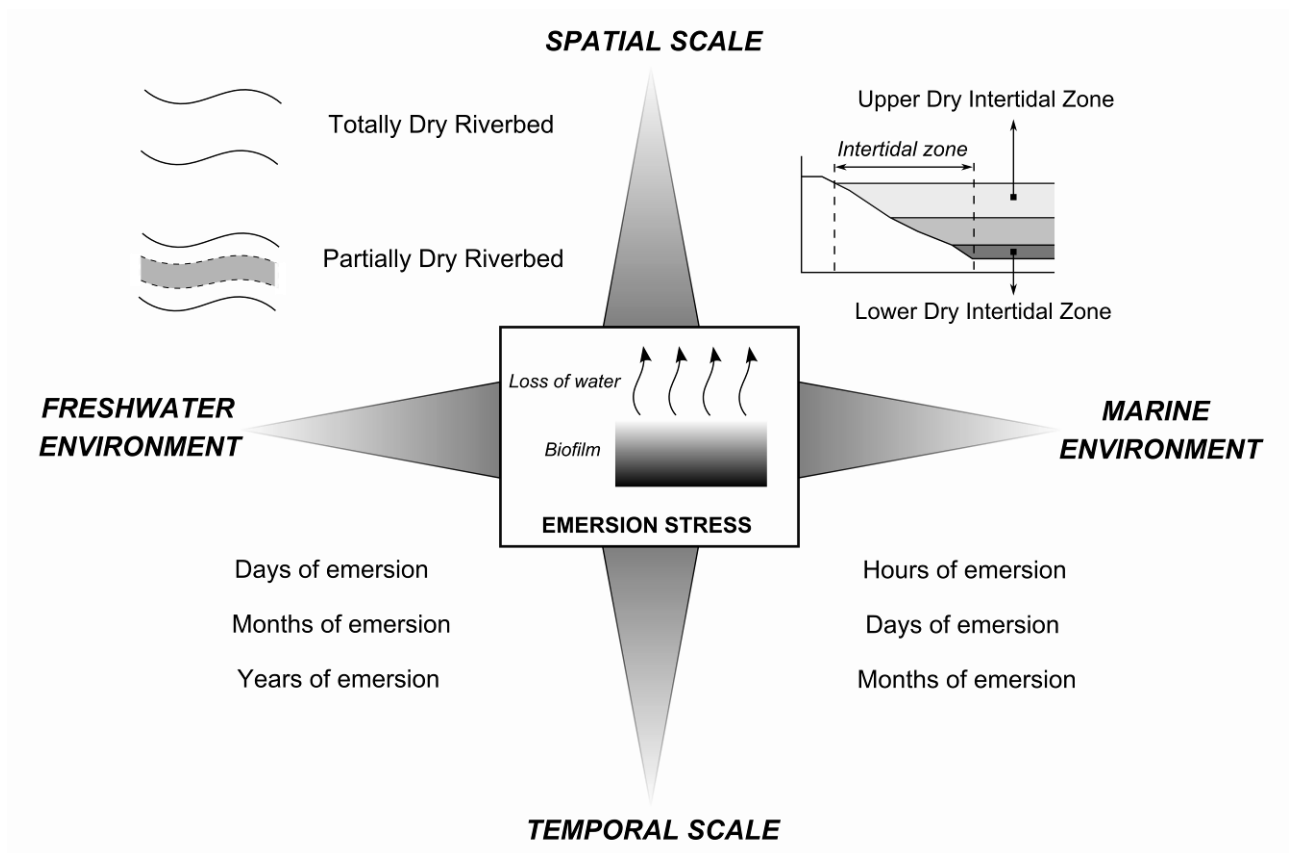 SPATIAL SCALE
Totally Dry Riverbed
Partially Dry Riverbed
Upper Dry Intertidal Zone
Intertidal zone
Lower Dry Intertidal Zone
FRESHWATER
ENVIRONMENT
Loss of water
Biofilm
EMERSION STRESS
MARINE
ENVIRONMENT
Days of emersion
Months of emersion
Years of emersion
Hours of emersion
Days of emersion
Months of emersion
TEMPORAL SCALE